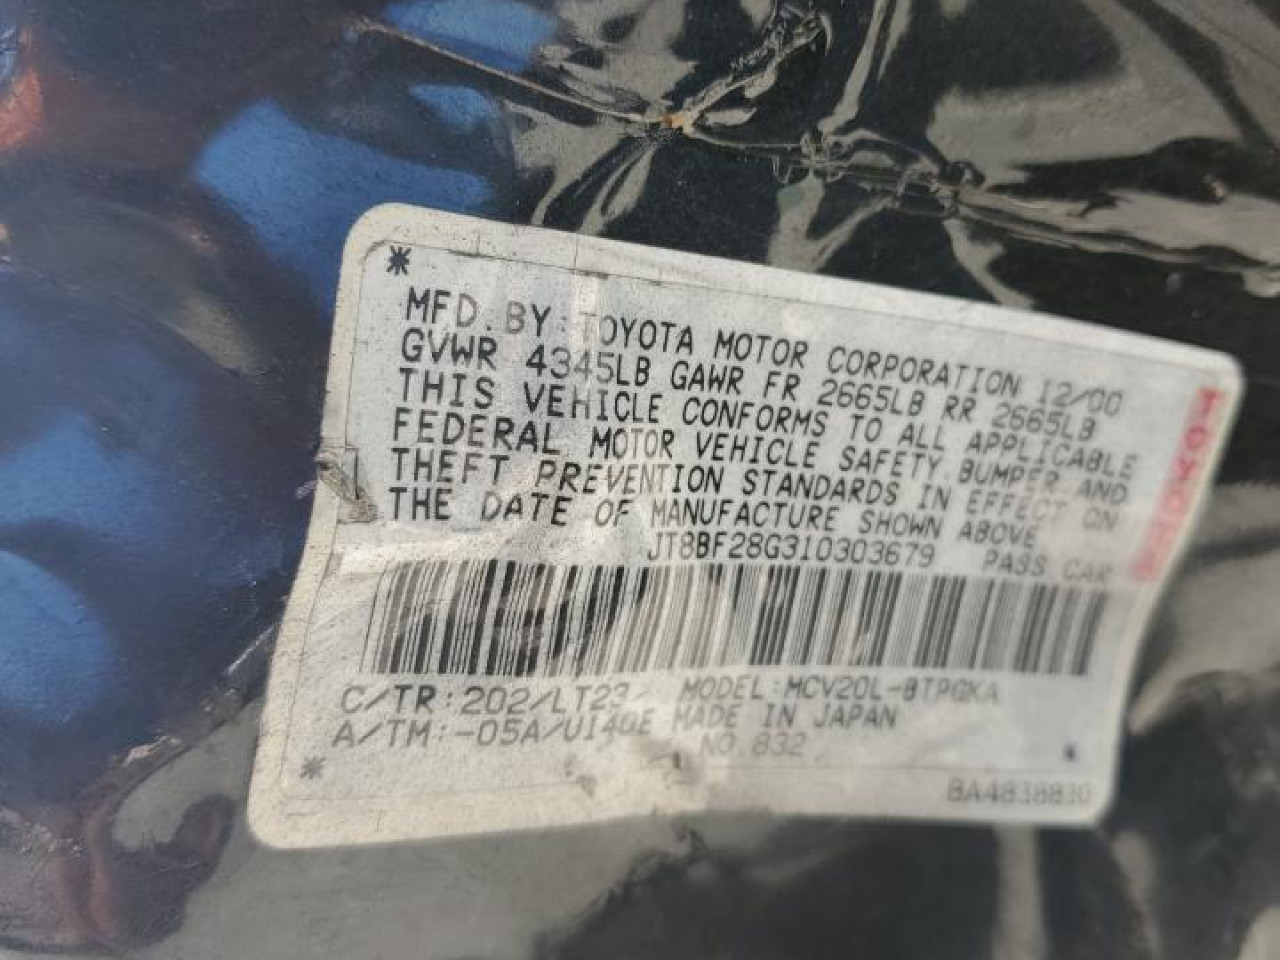 MFD. BY: TOYOTA MOTOR CORPORATION 12/00
GVWR 4345LB GAWR FR 2665LB RR 2665LB
THIS VEHICLE CONFORMS TO ALL APPLICABLE
FEDERAL MOTOR VEHICLE SAFETY, BUMPER, AND
THEFT PREVENTION STANDARDS IN EFFECT ON
THE DATE OF MANUFACTURE SHOWN ABOVE
JT8BF28G310303679 PASS. CAR
C/TR: 202/LT23 MODEL: MCV20L-BTPGKA
A/TM: -05A/U140E MADE IN JAPAN
NO. 832
BA4838830
TOYOTA